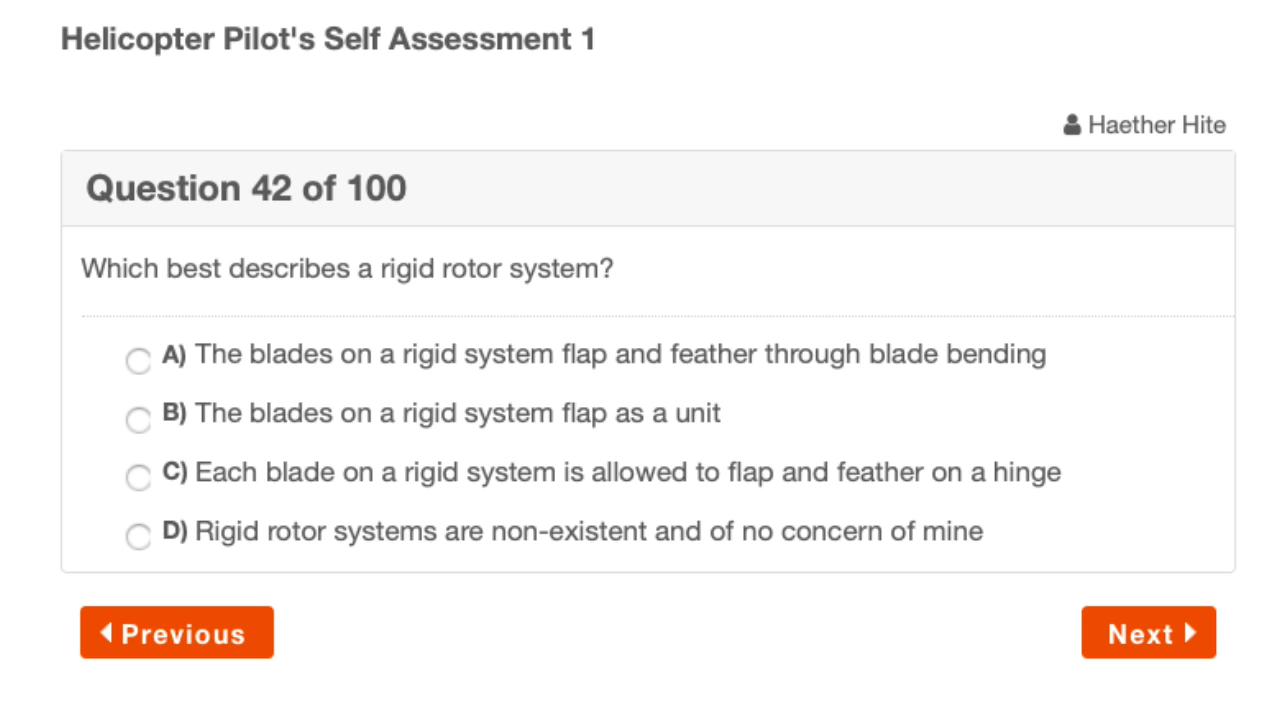 Helicopter Pilot's Self Assessment 1
Haether Hite
Question 42 of 100
Which best describes a rigid rotor system?
A) The blades on a rigid system flap and feather through blade bending
B) The blades on a rigid system flap as a unit
C) Each blade on a rigid system is allowed to flap and feather on a hinge
D) Rigid rotor systems are non-existent and of no concern of mine
Previous
Next